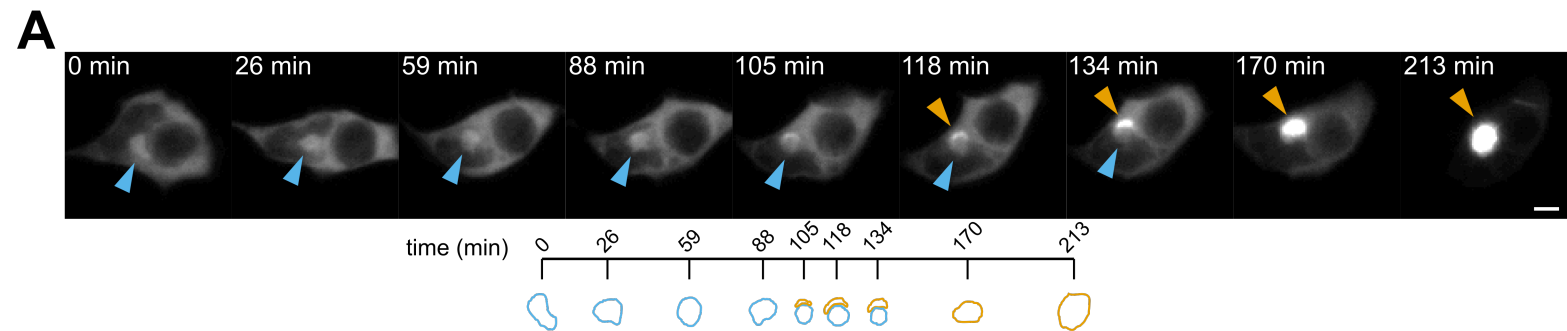 A
0 min 26 min 59 min 88 min 105 min 118 min 134 min 170 min 213 min
time (min) 0 26 59 88 105 118 134 170 213